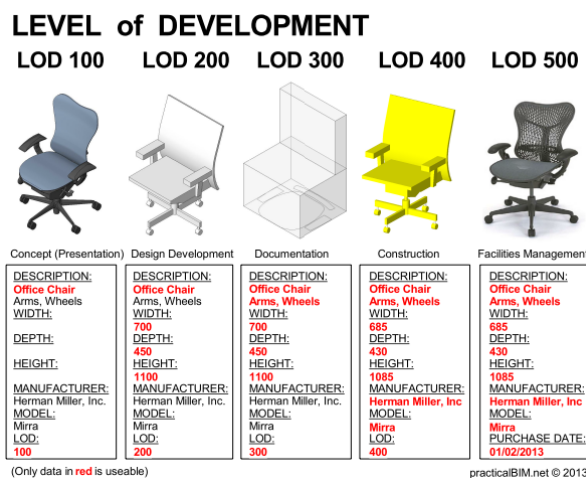 LEVEL of DEVELOPMENT
LOD 100
LOD 200
LOD 300
LOD 400
LOD 500
Concept (Presentation)
Design Development
Documentation
Construction
Facilities Management
DESCRIPTION:
Office Chair
Arms, Wheels
WIDTH:
DEPTH:
HEIGHT:
MANUFACTURER:
Herman Miller, Inc.
MODEL:
Mirra
LOD:
100
DESCRIPTION:
Office Chair
Arms, Wheels
WIDTH:
700
DEPTH:
450
HEIGHT:
1100
MANUFACTURER:
Herman Miller, Inc.
MODEL:
Mirra
LOD:
200
DESCRIPTION:
Office Chair
Arms, Wheels
WIDTH:
700
DEPTH:
450
HEIGHT:
1100
MANUFACTURER:
Herman Miller, Inc.
MODEL:
Mirra
LOD:
300
DESCRIPTION:
Office Chair
Arms, Wheels
WIDTH:
685
DEPTH:
430
HEIGHT:
1085
MANUFACTURER:
Herman Miller, Inc
MODEL:
Mirra
LOD:
400
DESCRIPTION:
Office Chair
Arms, Wheels
WIDTH:
685
DEPTH:
430
HEIGHT:
1085
MANUFACTURER:
Herman Miller, Inc
MODEL:
Mirra
PURCHASE DATE:
01/02/2013
(Only data in red is useable)
practicalBIM.net © 2013